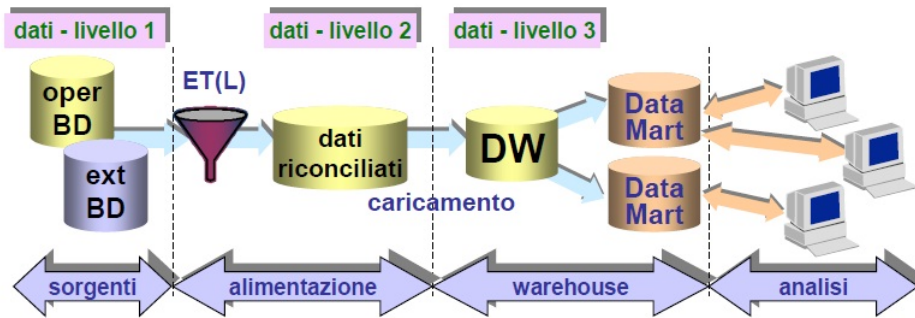 dati - livello 1
dati - livello 2
dati - livello 3
oper
BD
ext
BD
ET(L)
dati
riconciliati
caricamento
DW
Data
Mart
Data
Mart
sorgenti
alimentazione
warehouse
analisi